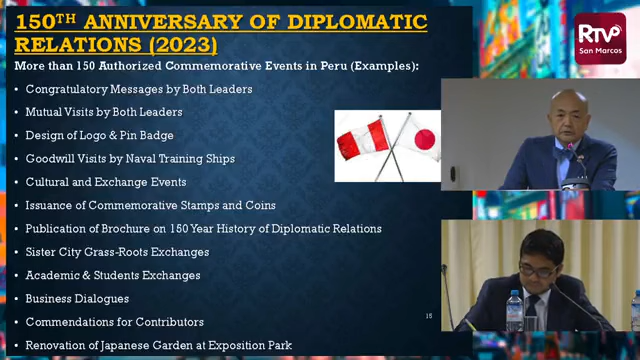 150TH ANNIVERSARY OF DIPLOMATIC
RELATIONS (2023)
More than 150 Authorized Commemorative Events in Peru (Examples):
• Congratulatory Messages by Both Leaders
• Mutual Visits by Both Leaders
• Design of Logo & Pin Badge
• Goodwill Visits by Naval Training Ships
• Cultural and Exchange Events
• Issuance of Commemorative Stamps and Coins
• Publication of Brochure on 150 Year History of Diplomatic Relations
• Sister City Grass-Roots Exchanges
• Academic & Students Exchanges
• Business Dialogues
• Commendations for Contributors
• Renovation of Japanese Garden at Exposition Park
15
RTVP
San Marcos